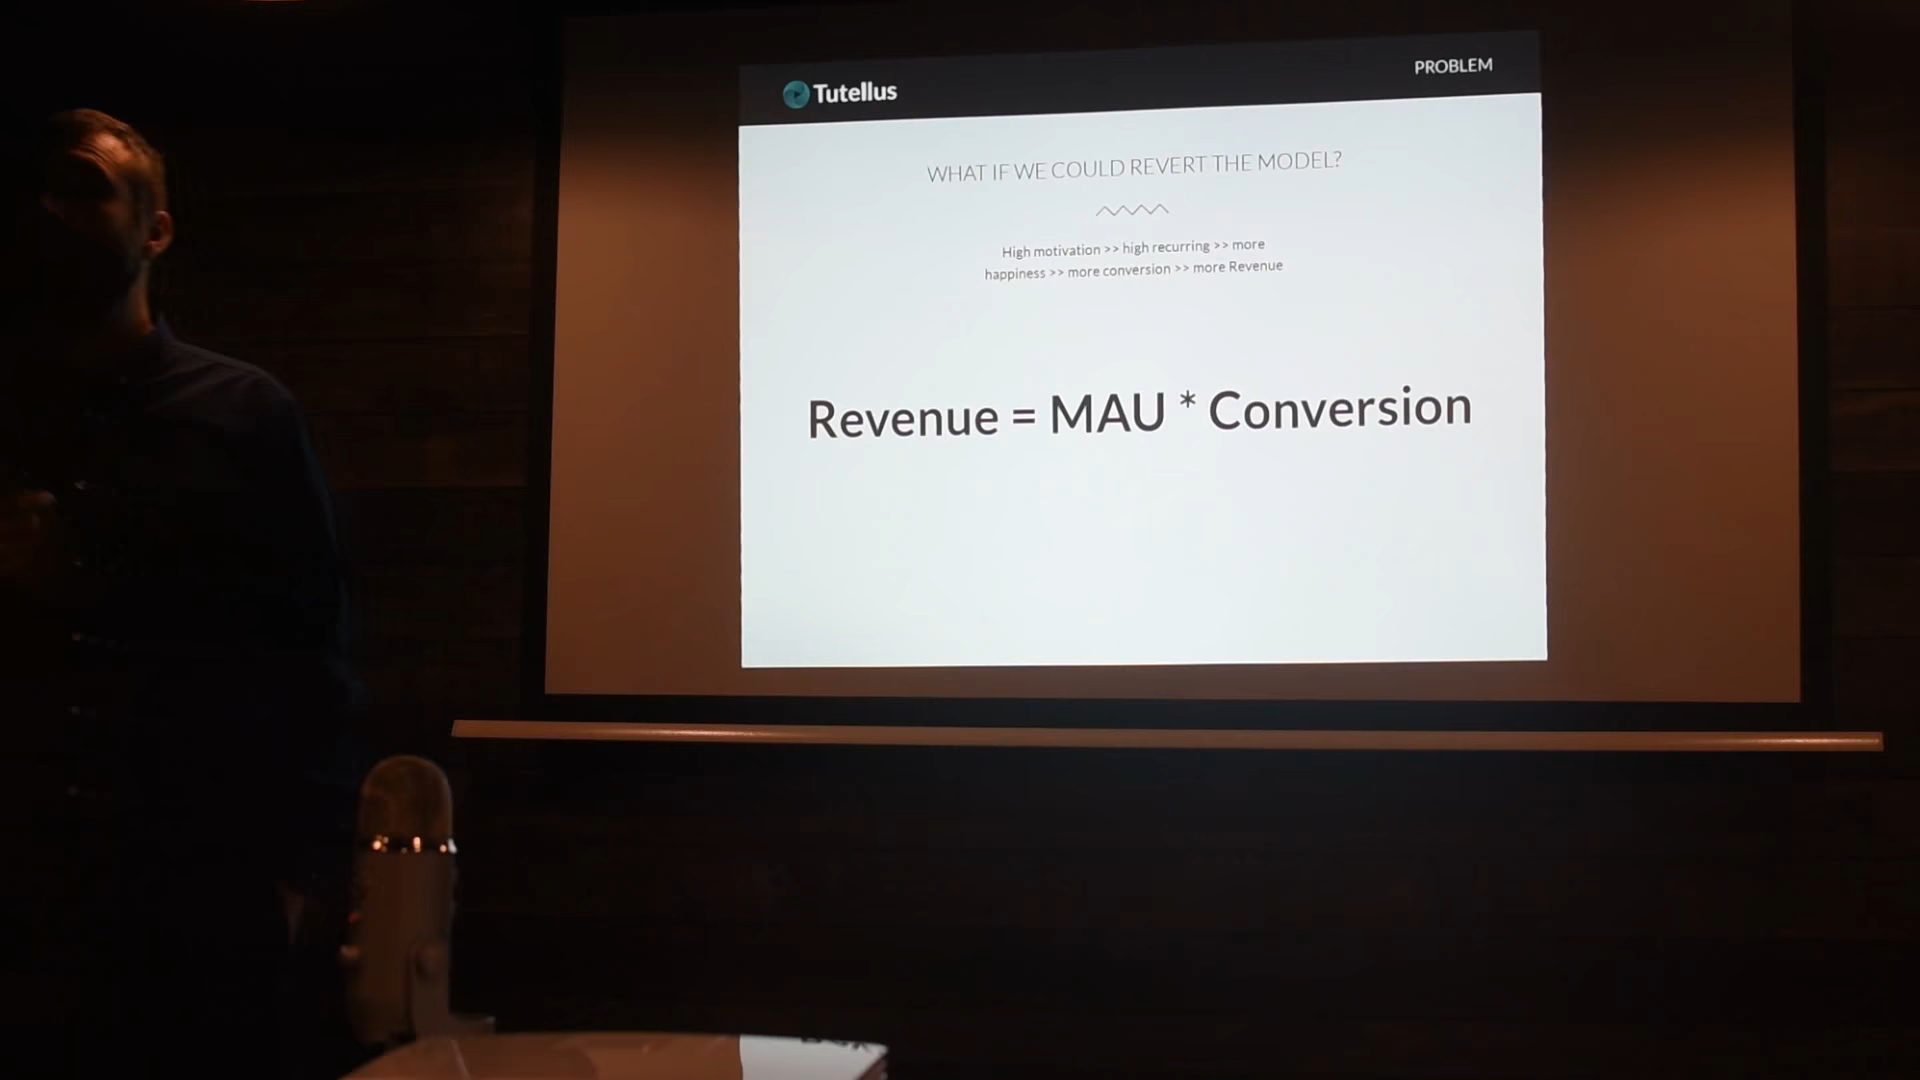 Tutellus
PROBLEM
WHAT IF WE COULD REVERT THE MODEL?
High motivation >> high recurring >> more
happiness >> more conversion >> more Revenue
Revenue = MAU * Conversion